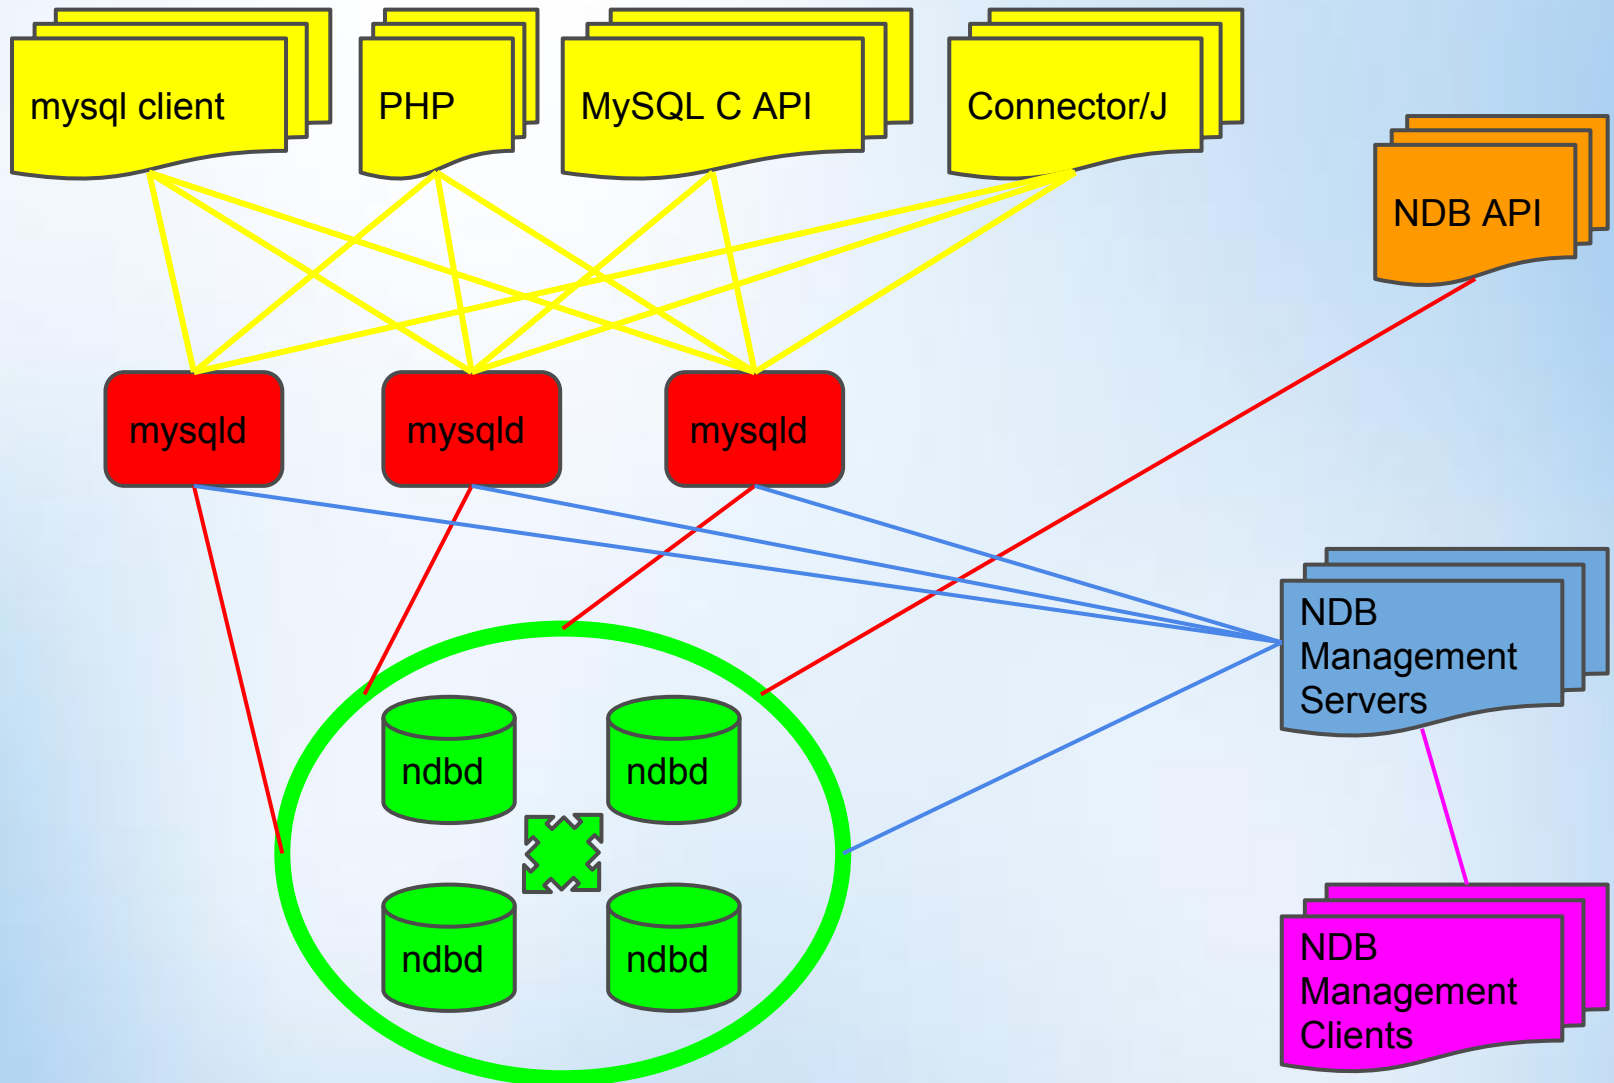 mysql client
PHP
MySQL C API
Connector/J
NDB API
mysqld
mysqld
mysqld
NDB
Management
Servers
ndbd
ndbd
ndbd
ndbd
NDB
Management
Clients